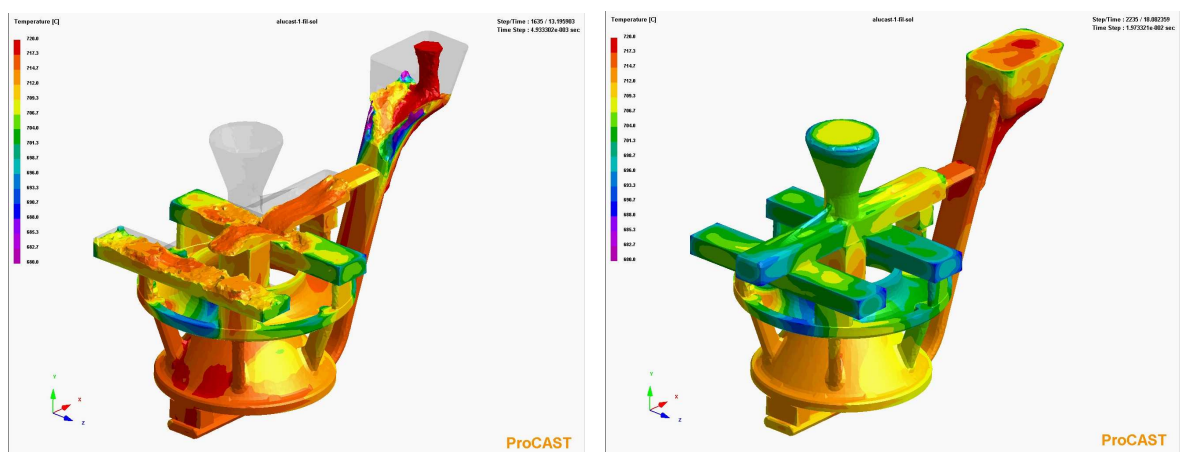 Temperature [C]
alucast-1-fil-sol
Step/Time : 1635 / 13.195983
Time Step : 4.933302e-003 sec
720.0
717.3
714.7
712.0
709.3
706.7
704.0
701.3
698.7
696.0
693.3
690.7
688.0
685.3
682.7
680.0
Y
X
Z
ProCAST
Temperature [C]
alucast-1-fil-sol
Step/Time : 2235 / 18.802359
Time Step : 1.973321e-002 sec
720.0
717.3
714.7
712.0
709.3
706.7
704.0
701.3
698.7
696.0
693.3
690.7
688.0
685.3
682.7
680.0
Y
X
Z
ProCAST